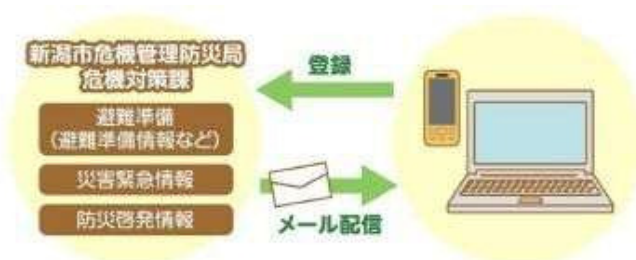 新潟市危機管理防災局
危機対策課
避難準備
(避難準備情報など)
災害緊急情報
防災啓発情報
登録
メール配信